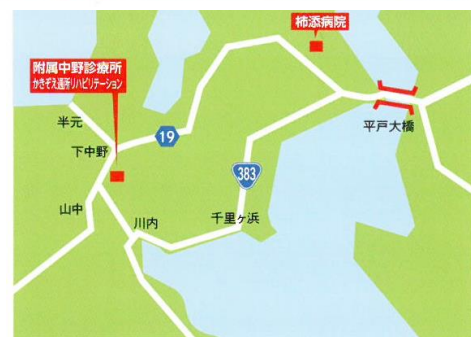 柿添病院
附属中野診療所
かきぞえ通所リハビリテーション
平戸大橋
半元
19
下中野
383
山中
川内
千里ヶ浜